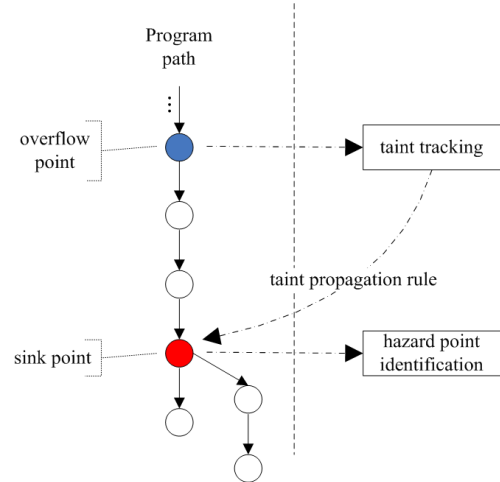 Program
path
...
overflow
point
taint tracking
taint propagation rule
sink point
hazard point
identification